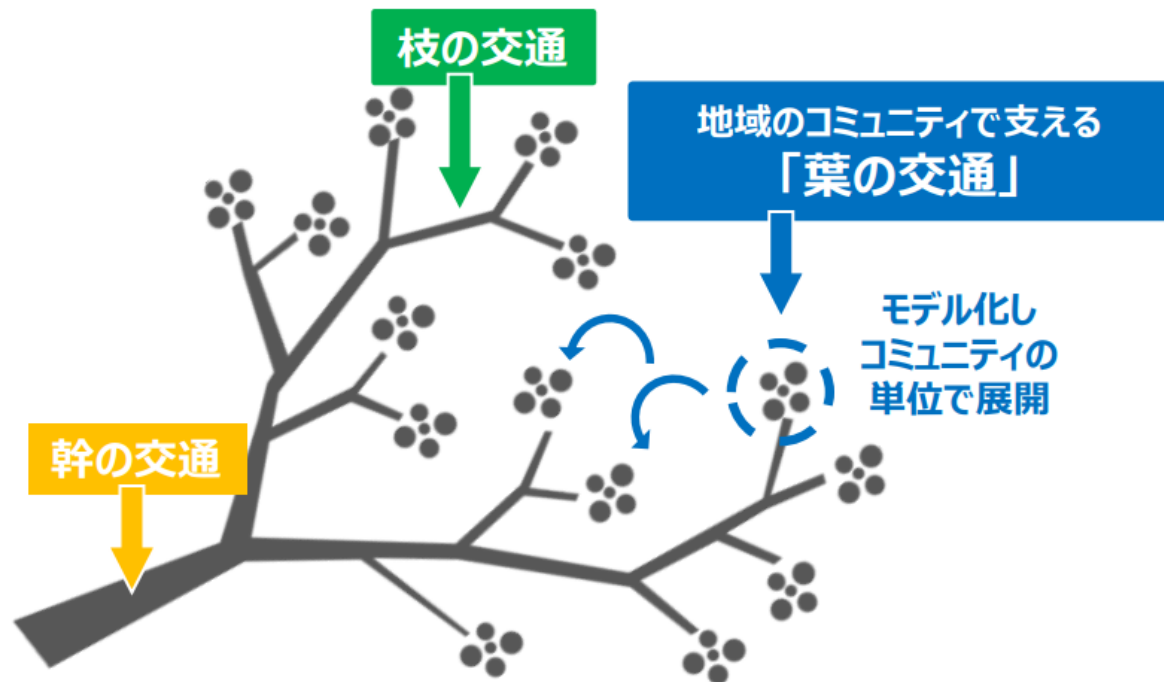 枝の交通
地域のコミュニティで支える
「葉の交通」
モデル化し
コミュニティの
単位で展開
幹の交通